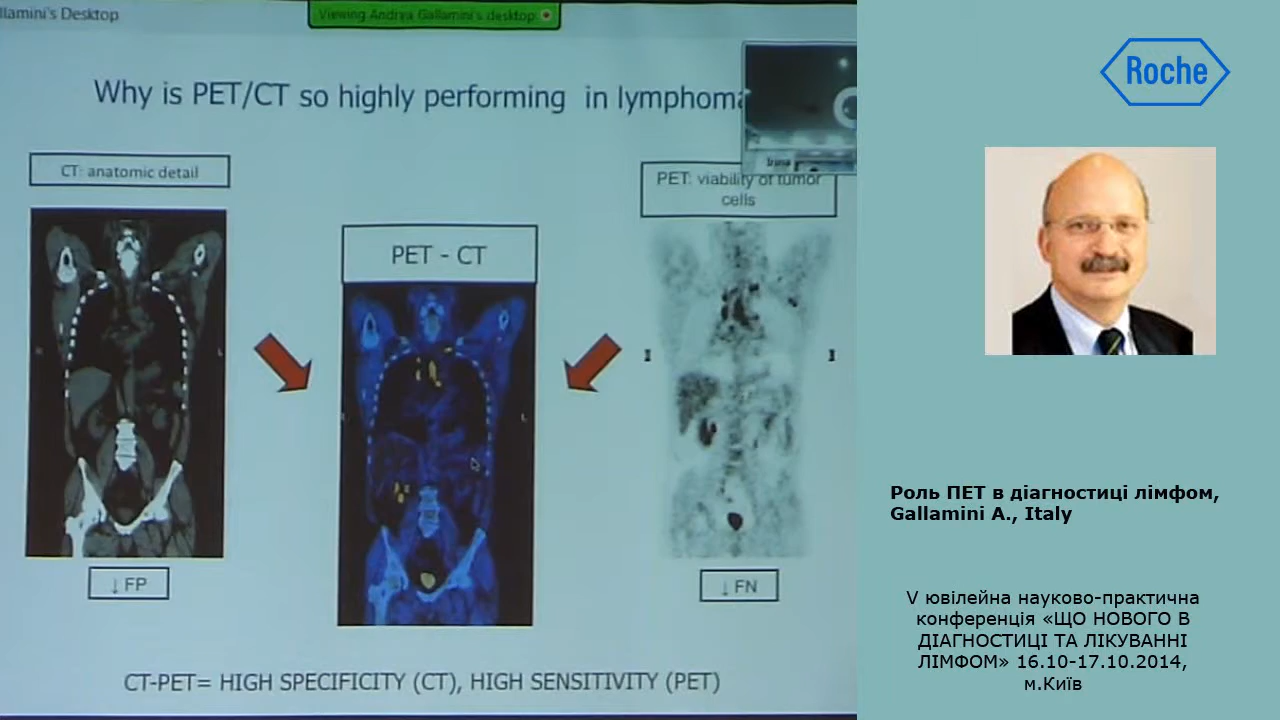 llamini's Desktop
Viewing Andrea Gallamini's desktop
Why is PET/CT so highly performing in lymphoma
Irina
CT: anatomic detail
PET: viability of tumor
cells
PET - CT
↓ FP
↓ FN
CT-PET= HIGH SPECIFICITY (CT), HIGH SENSITIVITY (PET)
Roche
Роль ПЕТ в діагностиці лімфом,
Gallamini A., Italy
V ювілейна науково-практична
конференція «ЩО НОВОГО В
ДІАГНОСТИЦІ ТА ЛІКУВАННІ
ЛІМФОМ» 16.10-17.10.2014,
м.Київ